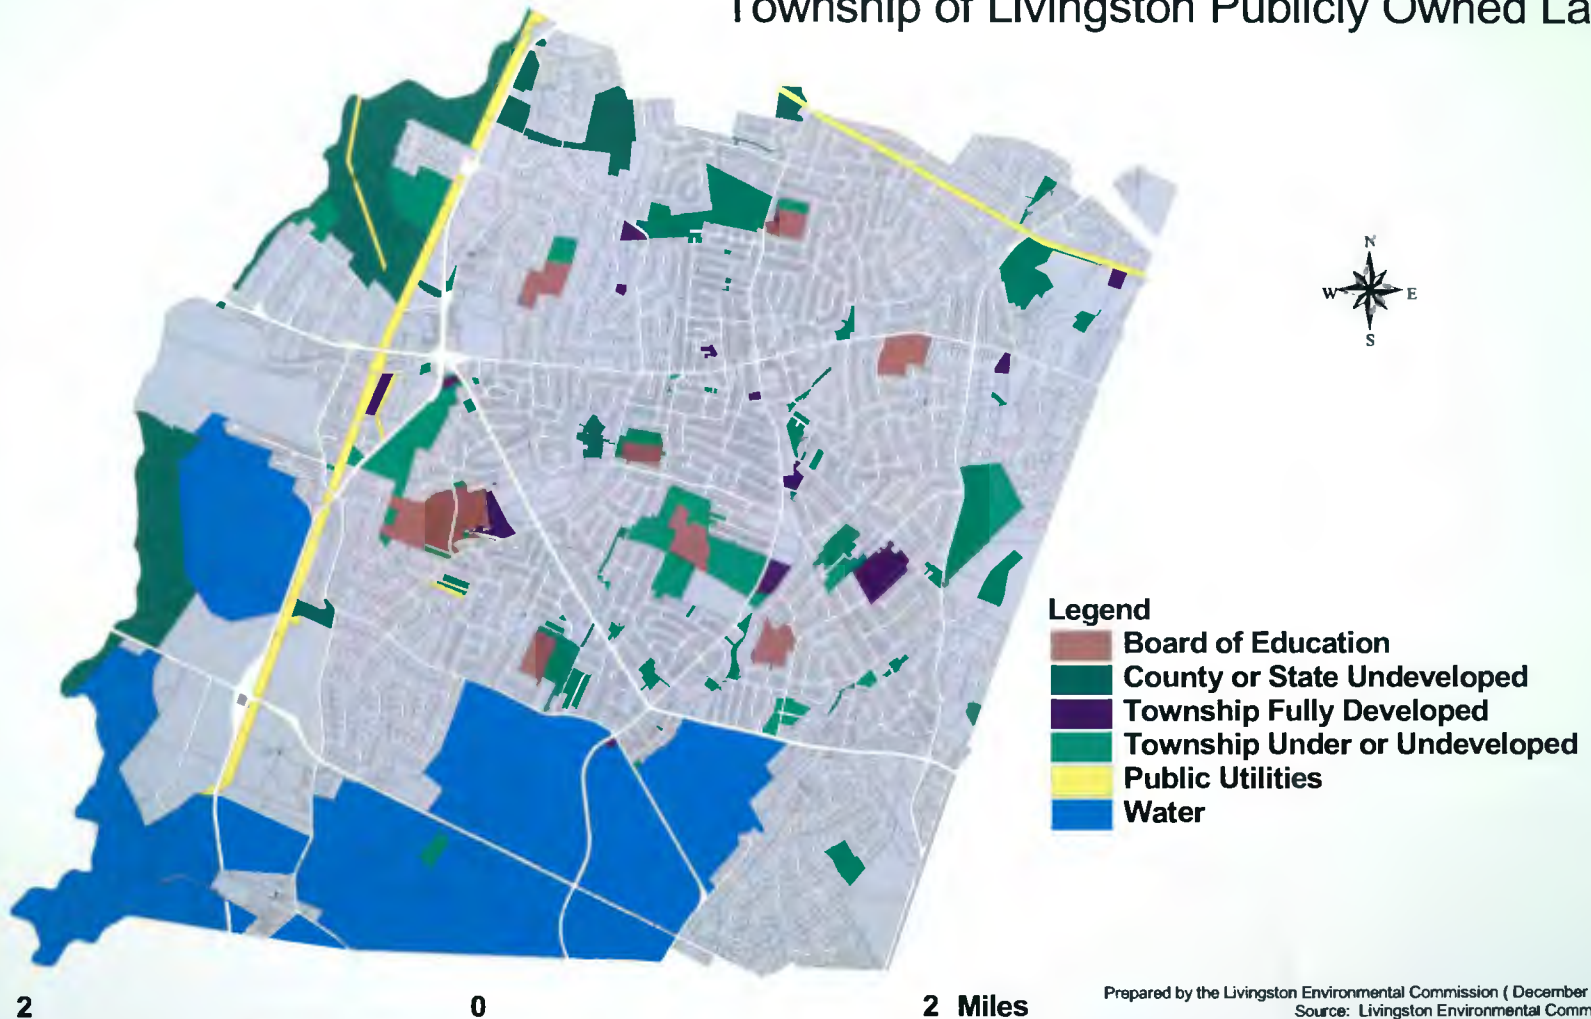 Township of Livingston Publicly Owned La
N
W E
S
Legend
Board of Education
County or State Undeveloped
Township Fully Developed
Township Under or Undeveloped
Public Utilities
Water
2 0 2 Miles
Prepared by the Livingston Environmental Commission ( December
Source: Livingston Environmental Comm